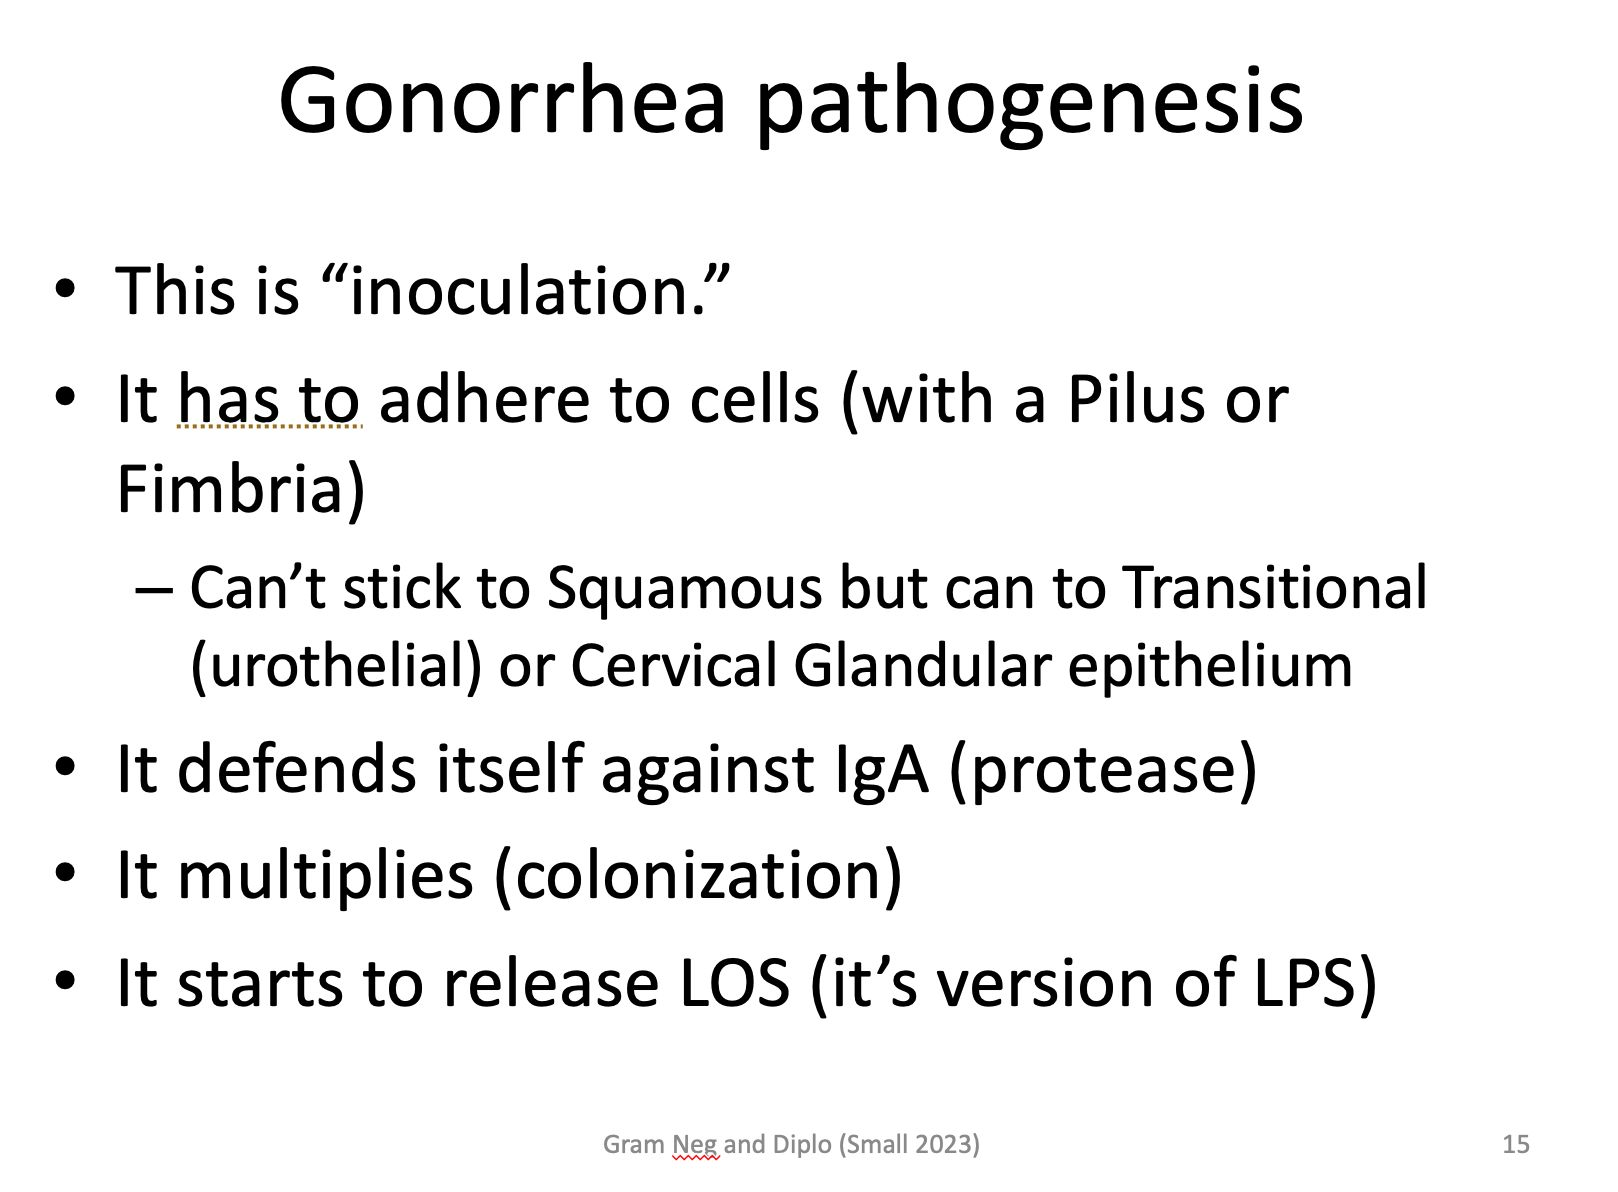 Gonorrhea pathogenesis
• This is “inoculation.”
• It has to adhere to cells (with a Pilus or
Fimbria)
– Can’t stick to Squamous but can to Transitional
(urothelial) or Cervical Glandular epithelium
• It defends itself against IgA (protease)
• It multiplies (colonization)
• It starts to release LOS (it’s version of LPS)
Gram Neg and Diplo (Small 2023)
15